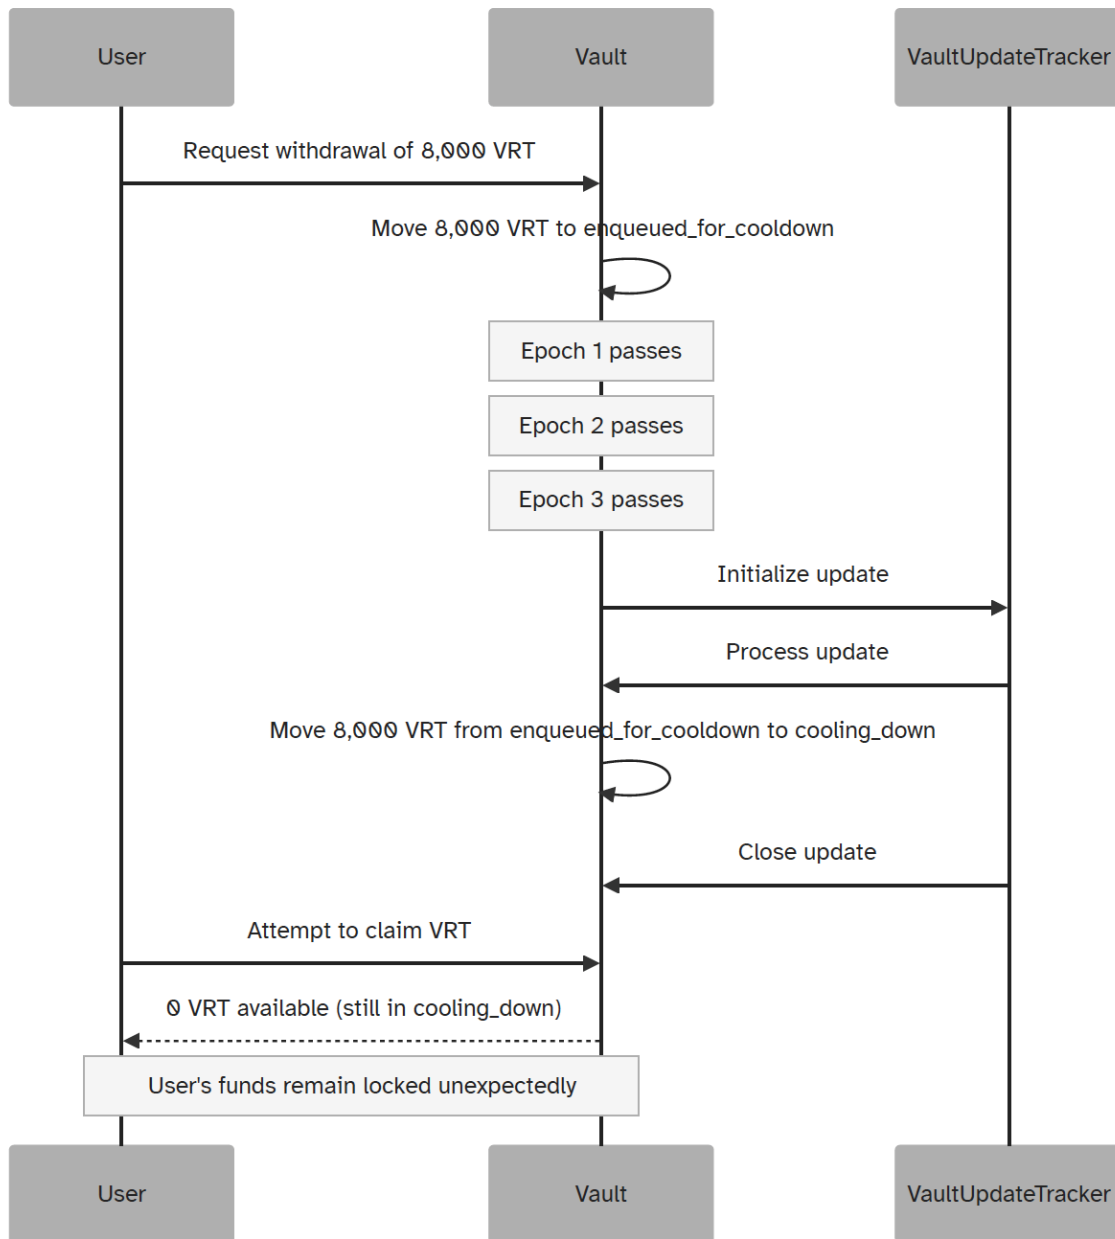 User
Vault
VaultUpdateTracker
Request withdrawal of 8,000 VRT
Move 8,000 VRT to enqueued_for_cooldown
Epoch 1 passes
Epoch 2 passes
Epoch 3 passes
Initialize update
Process update
Move 8,000 VRT from enqueued_for_cooldown to cooling_down
Close update
Attempt to claim VRT
0 VRT available (still in cooling_down)
User's funds remain locked unexpectedly
User
Vault
VaultUpdateTracker